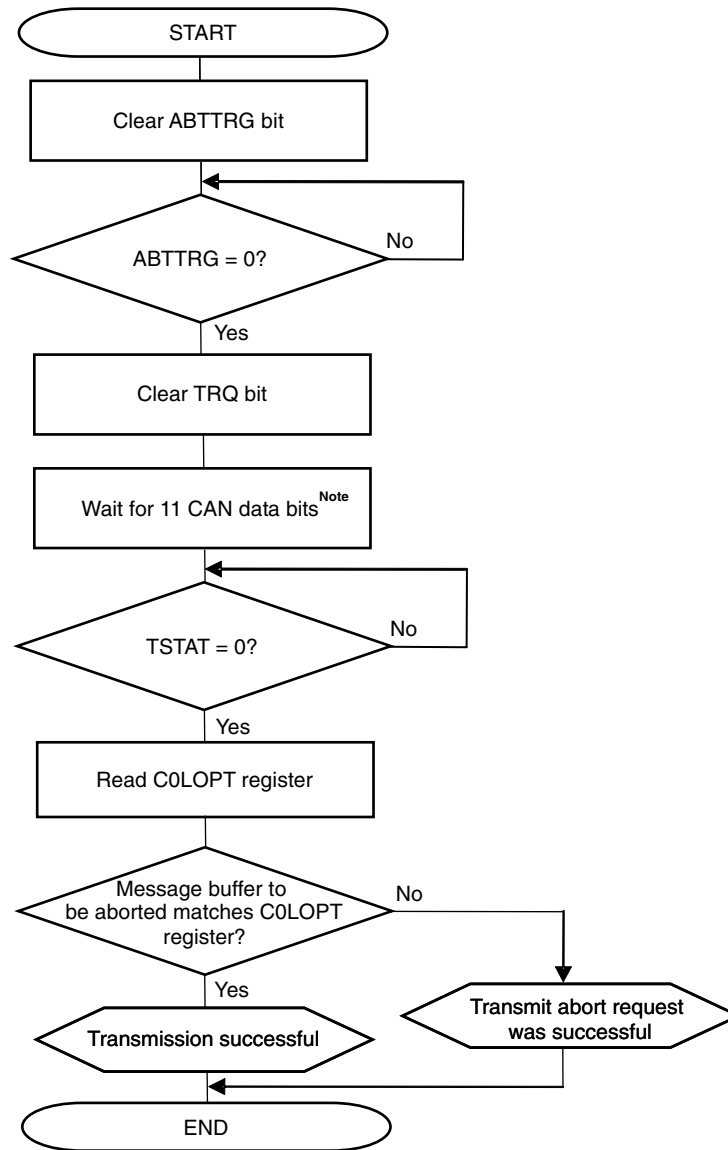 START
Clear ABTTRG bit
ABTTRG = 0?
No
Yes
Clear TRQ bit
Wait for 11 CAN data bits Note
TSTAT = 0?
No
Yes
Read C0LOPT register
Message buffer to
be aborted matches C0LOPT
register?
No
Yes
Transmission successful
Transmit abort request
was successful
END